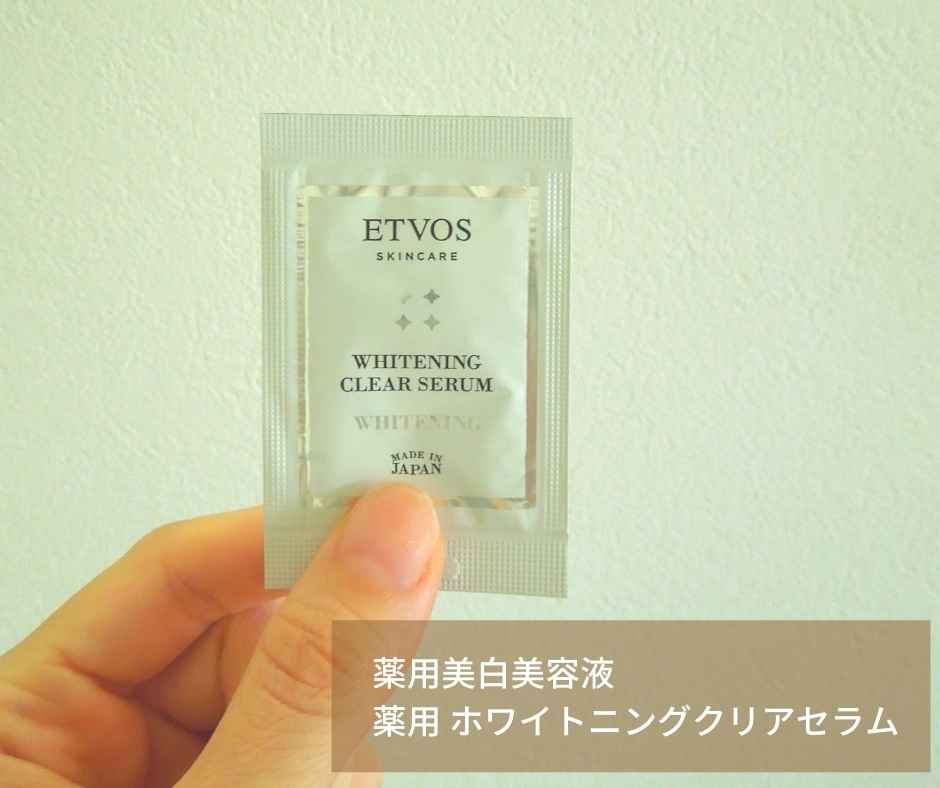 ETVOS
SKINCARE
WHITENING
CLEAR SERUM
WHITENING
MADE IN
JAPAN
薬用美白美容液
薬用 ホワイトニングクリアセラム